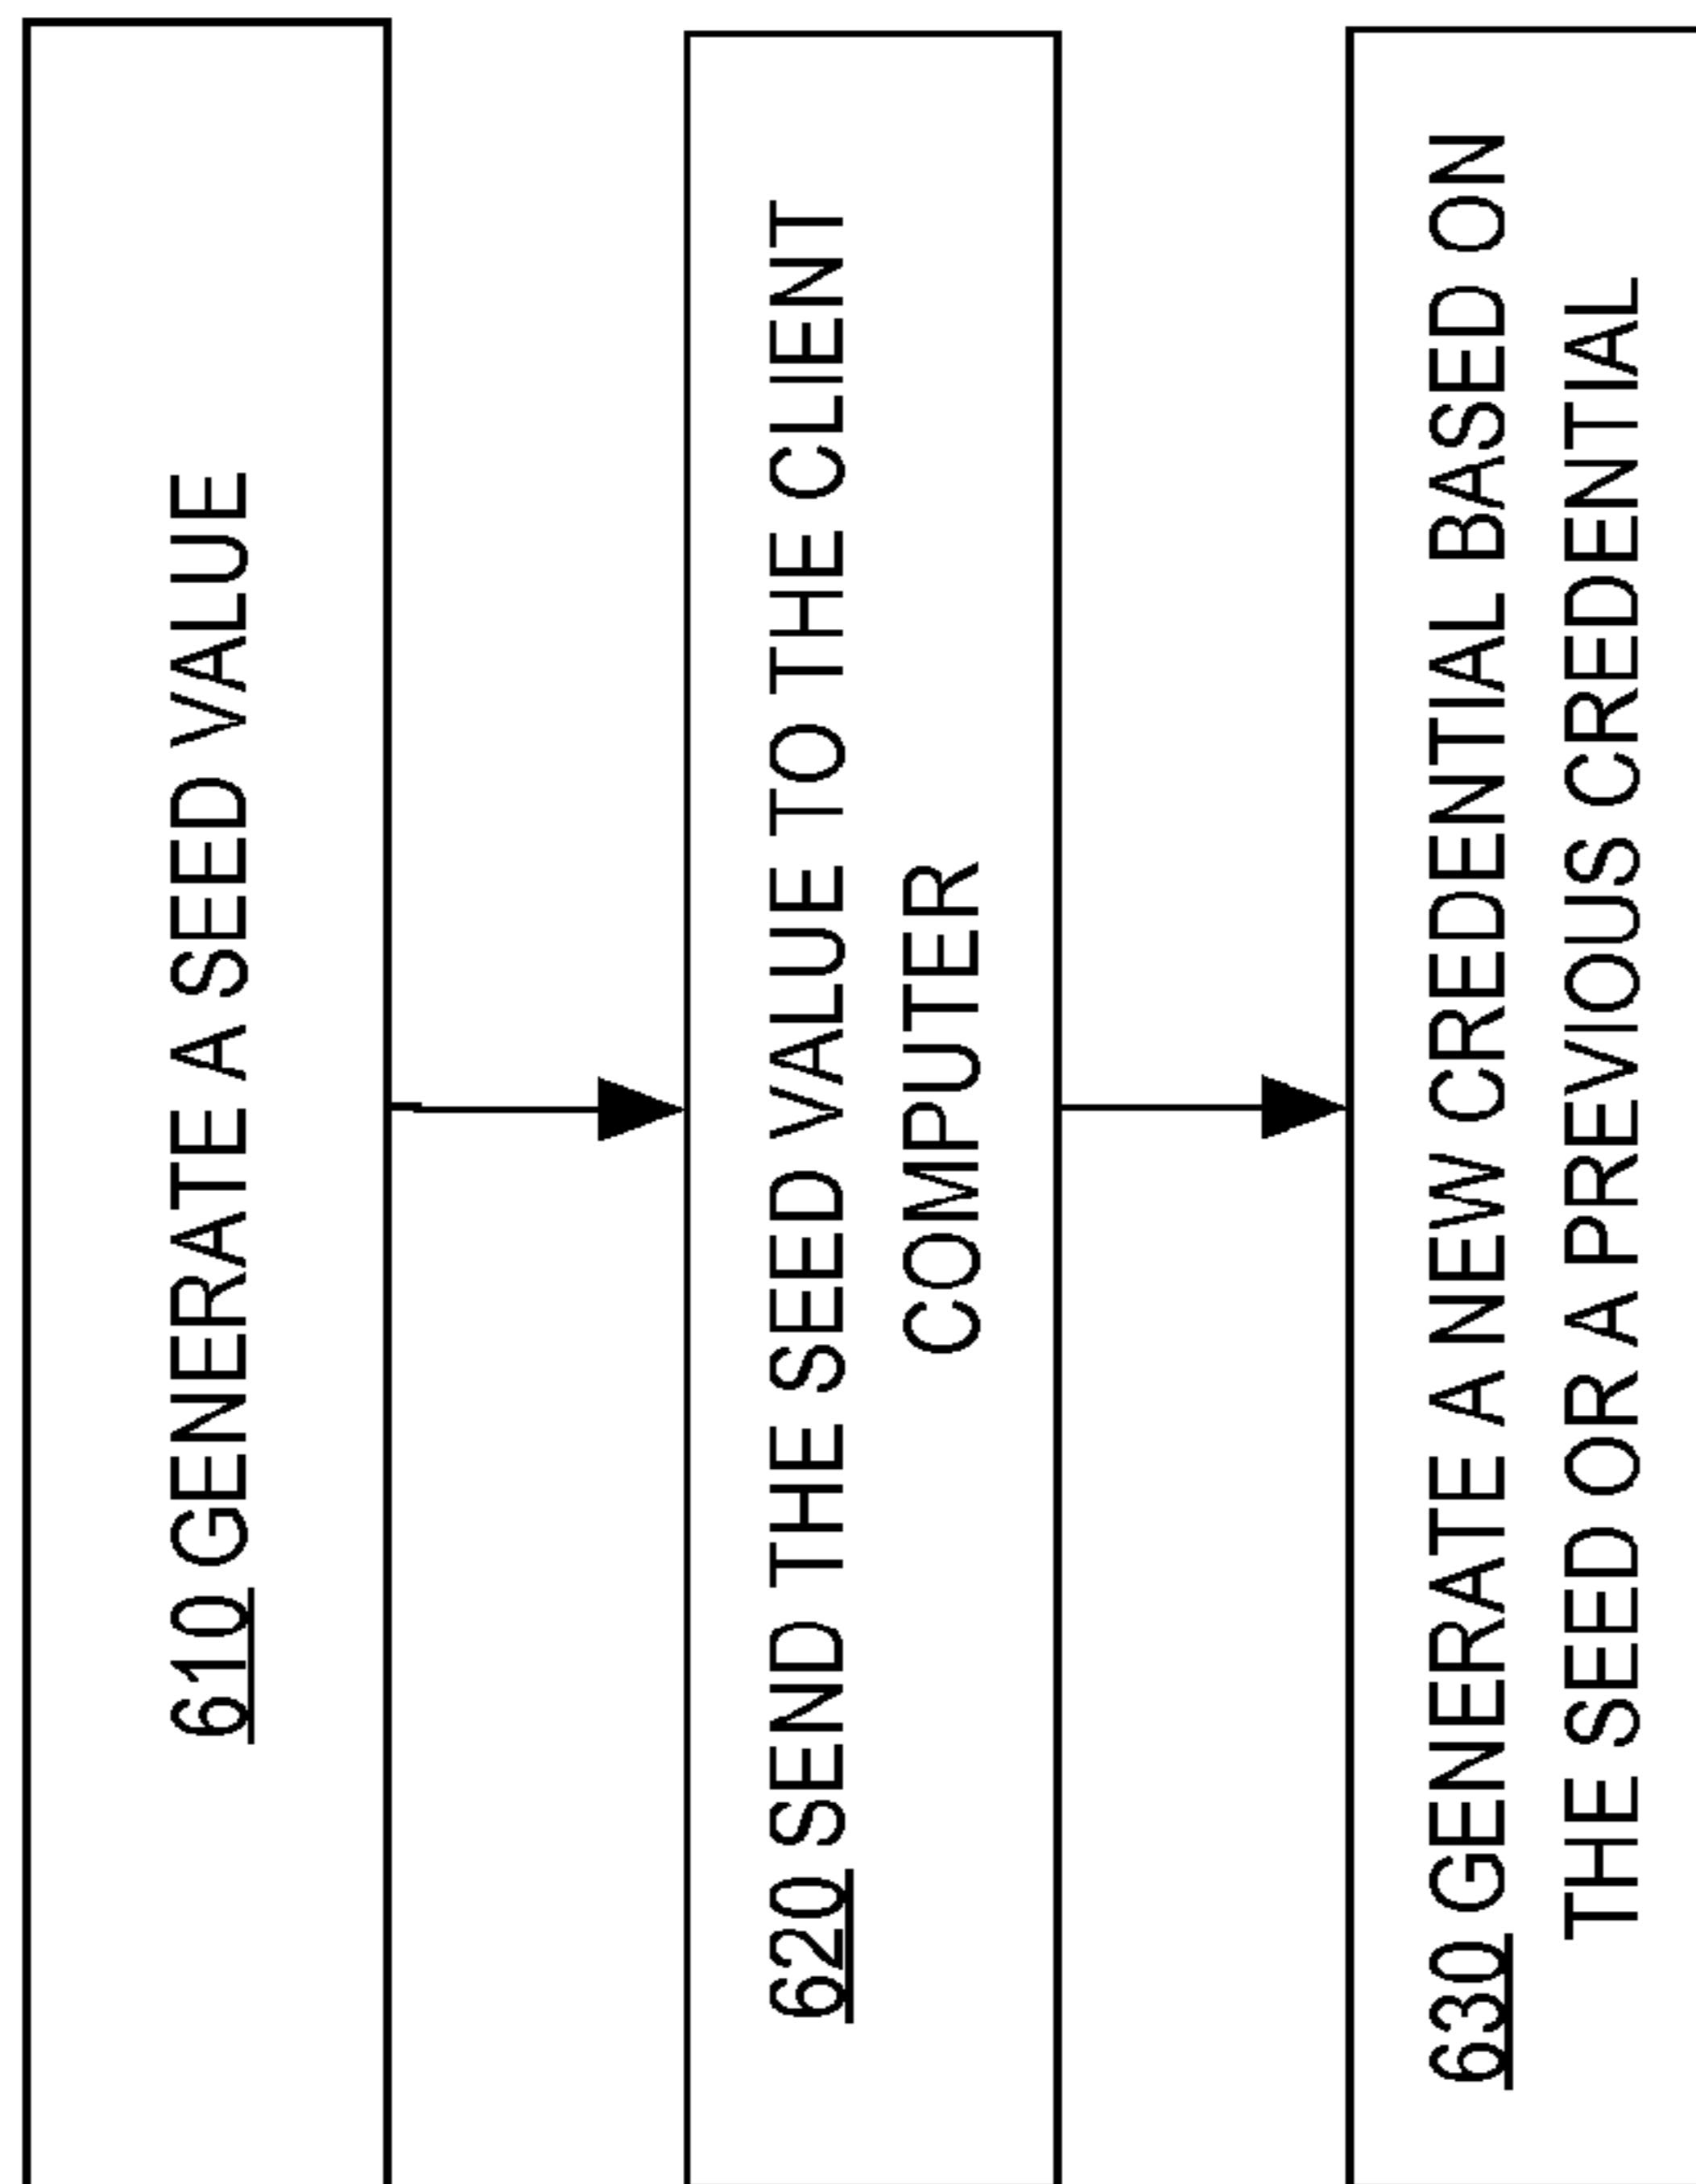 610 GENERATE A SEED VALUE
620 SEND THE SEED VALUE TO THE CLIENT
COMPUTER
630 GENERATE A NEW CREDENTIAL BASED ON
THE SEED OR A PREVIOUS CREDENTIAL